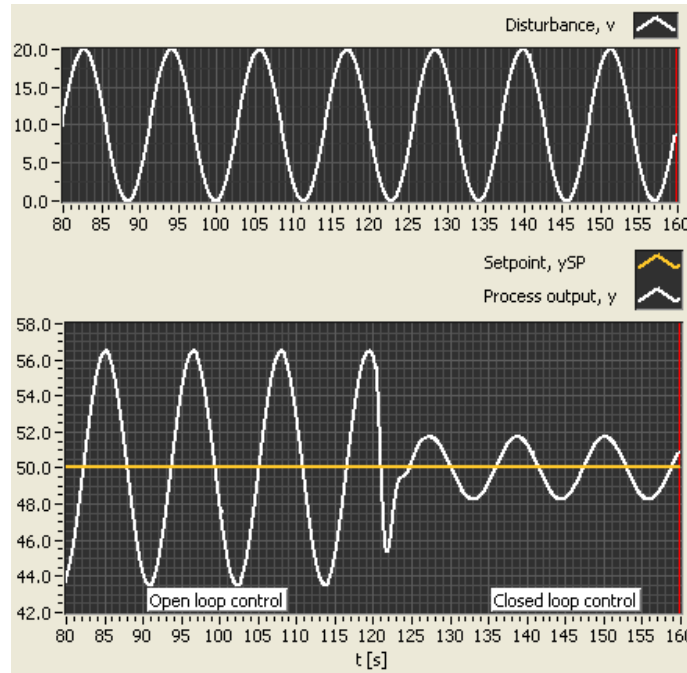 Disturbance, v
20.0
15.0
10.0
5.0
0.0
80 85 90 95 100 105 110 115 120 125 130 135 140 145 150 155 160
Setpoint, ySP
Process output, y
58.0
56.0
54.0
52.0
50.0
48.0
46.0
44.0
42.0
Open loop control Closed loop control
80 85 90 95 100 105 110 115 120 125 130 135 140 145 150 155 160
t [s]